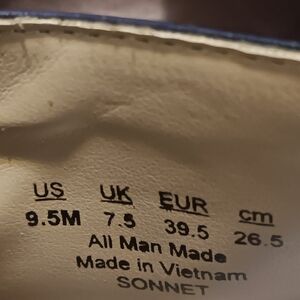 US UK EUR cm
9.5M 7.5 39.5 26.5
All Man Made
Made in Vietnam
SONNET